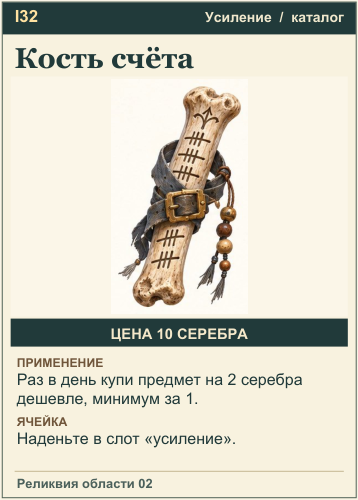 I32
Усиление / каталог
Кость счёта
ЦЕНА 10 СЕРЕБРА
ПРИМЕНЕНИЕ
Раз в день купи предмет на 2 серебра
дешевле, минимум за 1.
ЯЧЕЙКА
Наденьте в слот «усиление».
Реликвия области 02